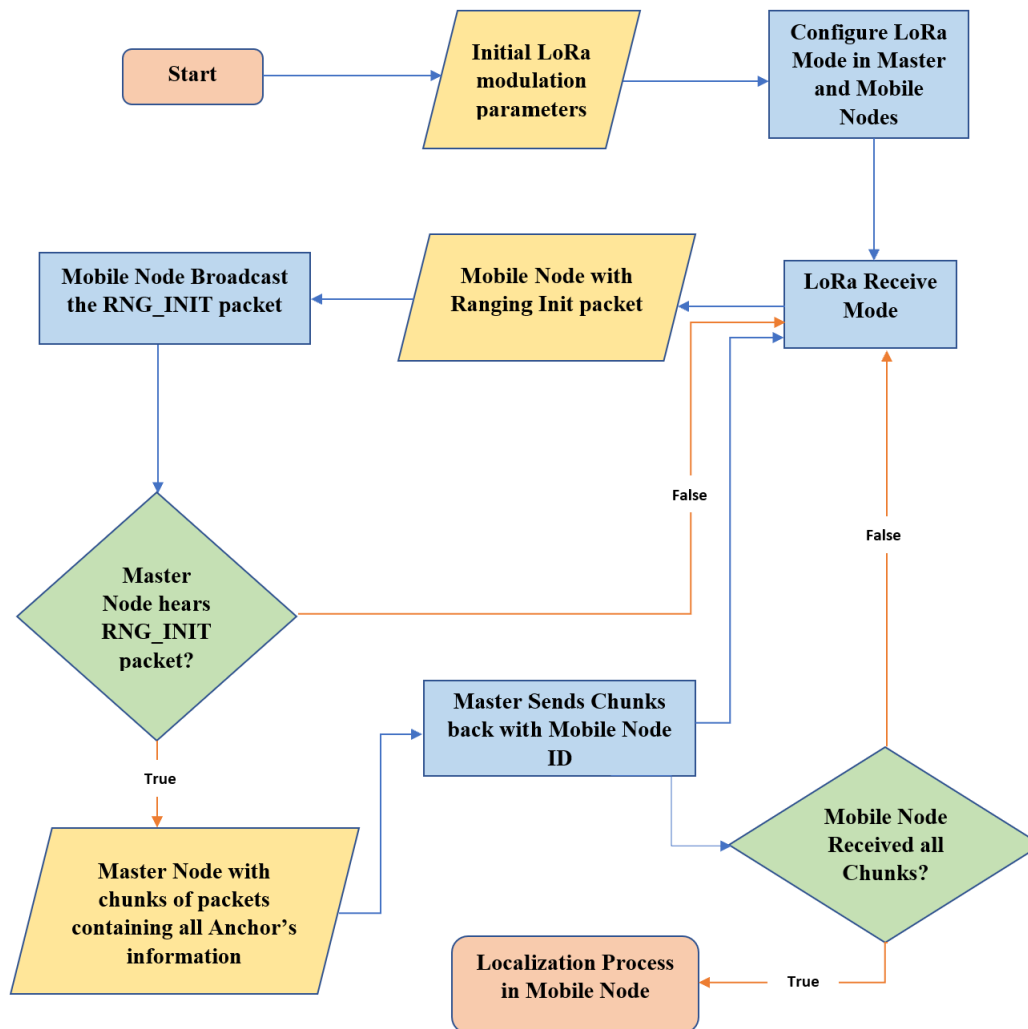 Start
Initial LoRa
modulation
parameters
Configure LoRa
Mode in Master
and Mobile
Nodes
Mobile Node Broadcast
the RNG_INIT packet
Mobile Node with
Ranging Init packet
LoRa Receive
Mode
False
False
Master
Node hears
RNG_INIT
packet?
True
Master Sends Chunks
back with Mobile Node
ID
Mobile Node
Received all
Chunks?
Master Node with
chunks of packets
containing all Anchor’s
information
Localization Process
in Mobile Node
True